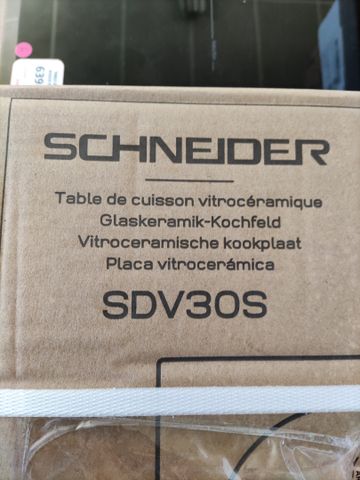 SCHNEIDER
Table de cuisson vitrocéramique
Glaskeramik-Kochfeld
Vitroceramische kookplaat
Placa vitrocerámica
SDV30S